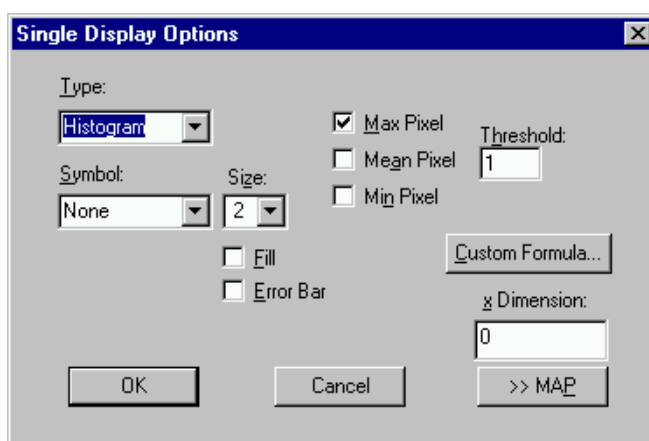 Single Display Options
Type:
Histogram
Symbol:
None
Size:
2
Fill
Error Bar
Max Pixel
Mean Pixel
Min Pixel
Threshold:
1
Custom Formula...
x Dimension:
0
OK
Cancel
>> MAP